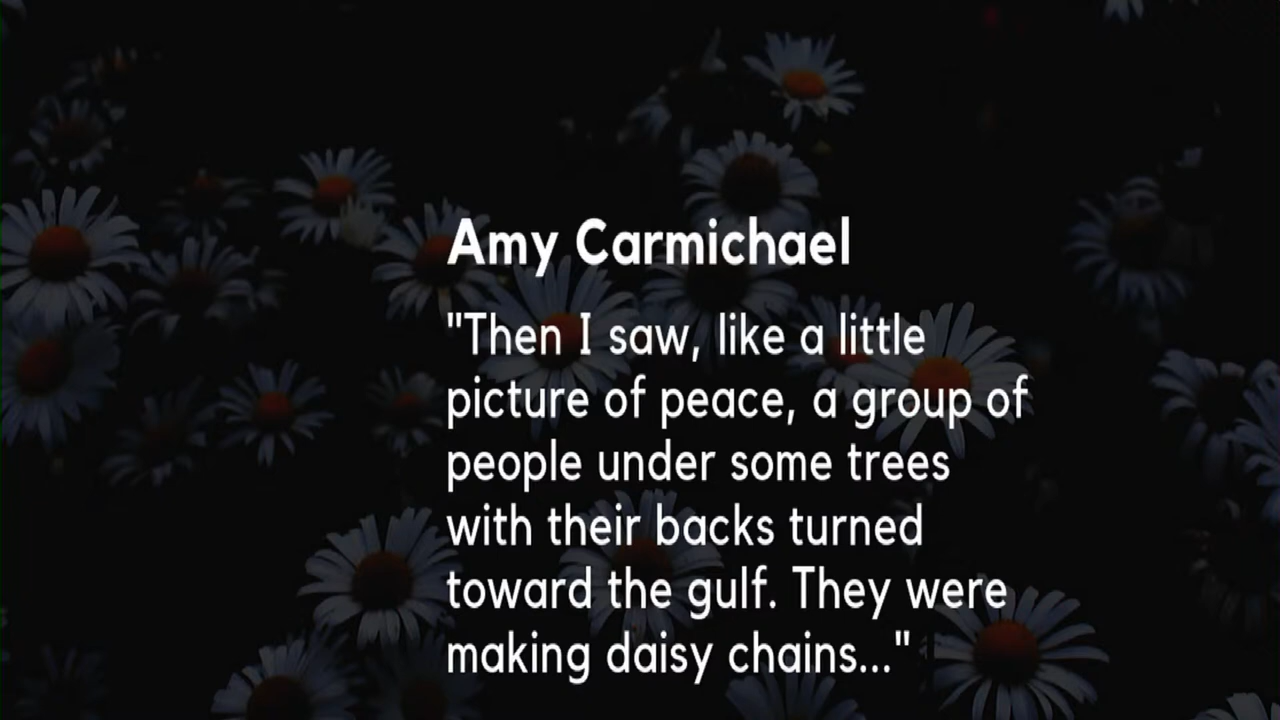 Amy Carmichael
"Then I saw, like a little
picture of peace, a group of
people under some trees
with their backs turned
toward the gulf. They were
making daisy chains..."